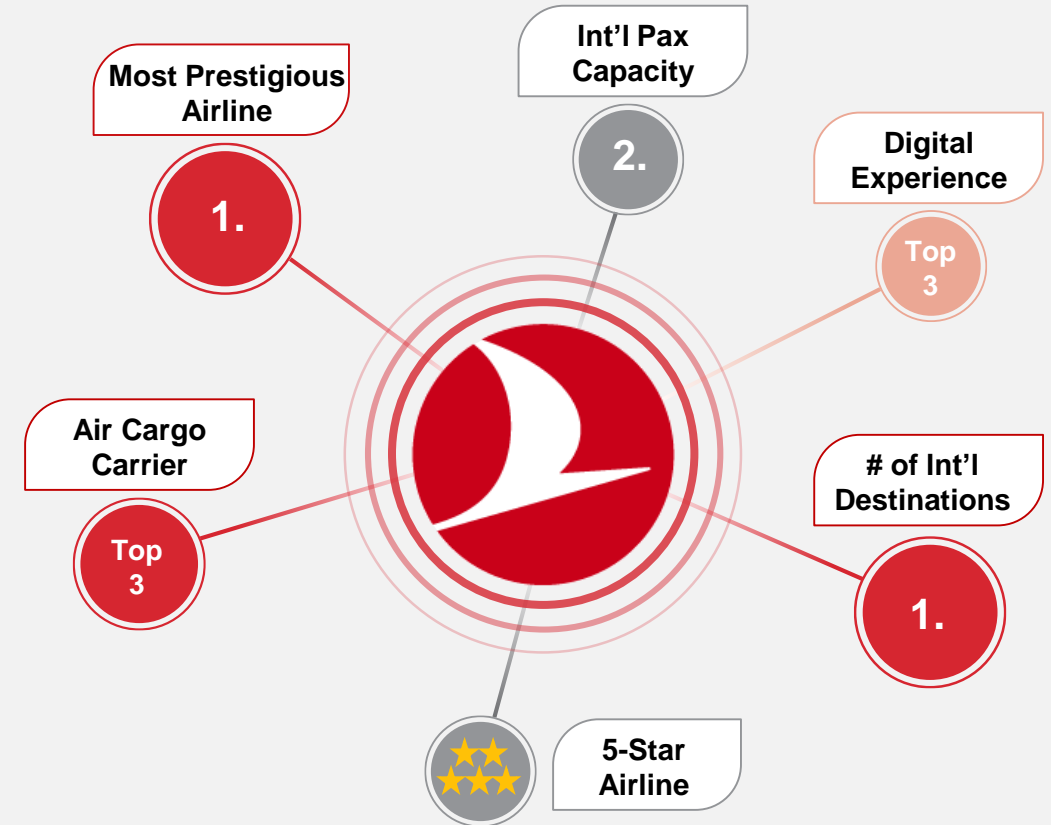 Int’l Pax
Capacity
2.
Most Prestigious
Airline
1.
Digital
Experience
Top
3
Air Cargo
Carrier
Top
3
# of Int’l
Destinations
1.
5-Star
Airline